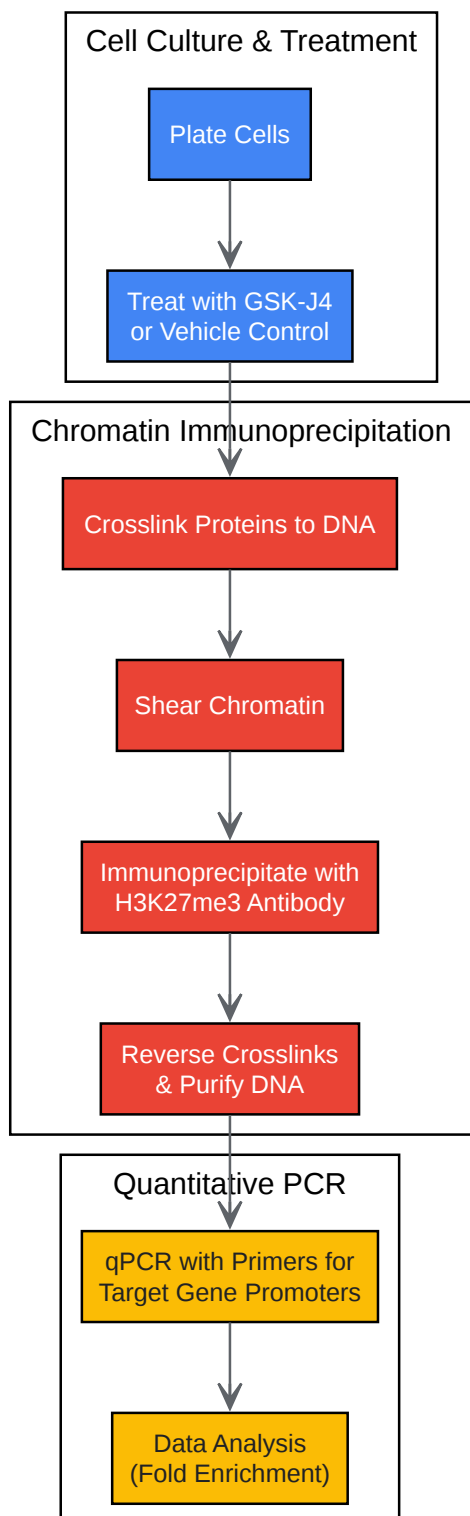 Cell Culture & Treatment
Plate Cells
Treat with GSK-J4
or Vehicle Control
Chromatin Immunoprecipitation
Crosslink Proteins to DNA
Shear Chromatin
Immunoprecipitate with
H3K27me3 Antibody
Reverse Crosslinks
& Purify DNA
Quantitative PCR
qPCR with Primers for
Target Gene Promoters
Data Analysis
(Fold Enrichment)